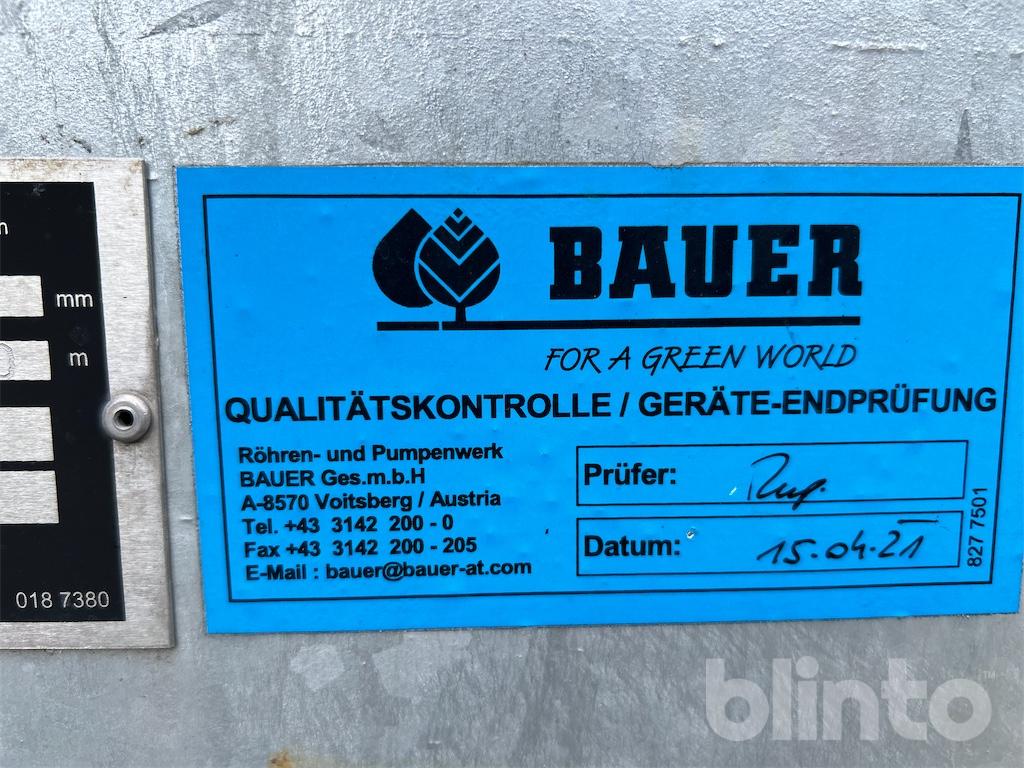 mm
m
018 7380
BAUER
FOR A GREEN WORLD
QUALITÄTSKONTROLLE / GERÄTE-ENDPRÜFUNG
Röhren- und Pumpenwerk
BAUER Ges.m.b.H
A-8570 Voitsberg / Austria
Tel. +43 3142 200 - 0
Fax +43 3142 200 - 205
E-Mail : bauer@bauer-at.com
Prüfer:
Datum: 15.04.21
827 7501
blinto™